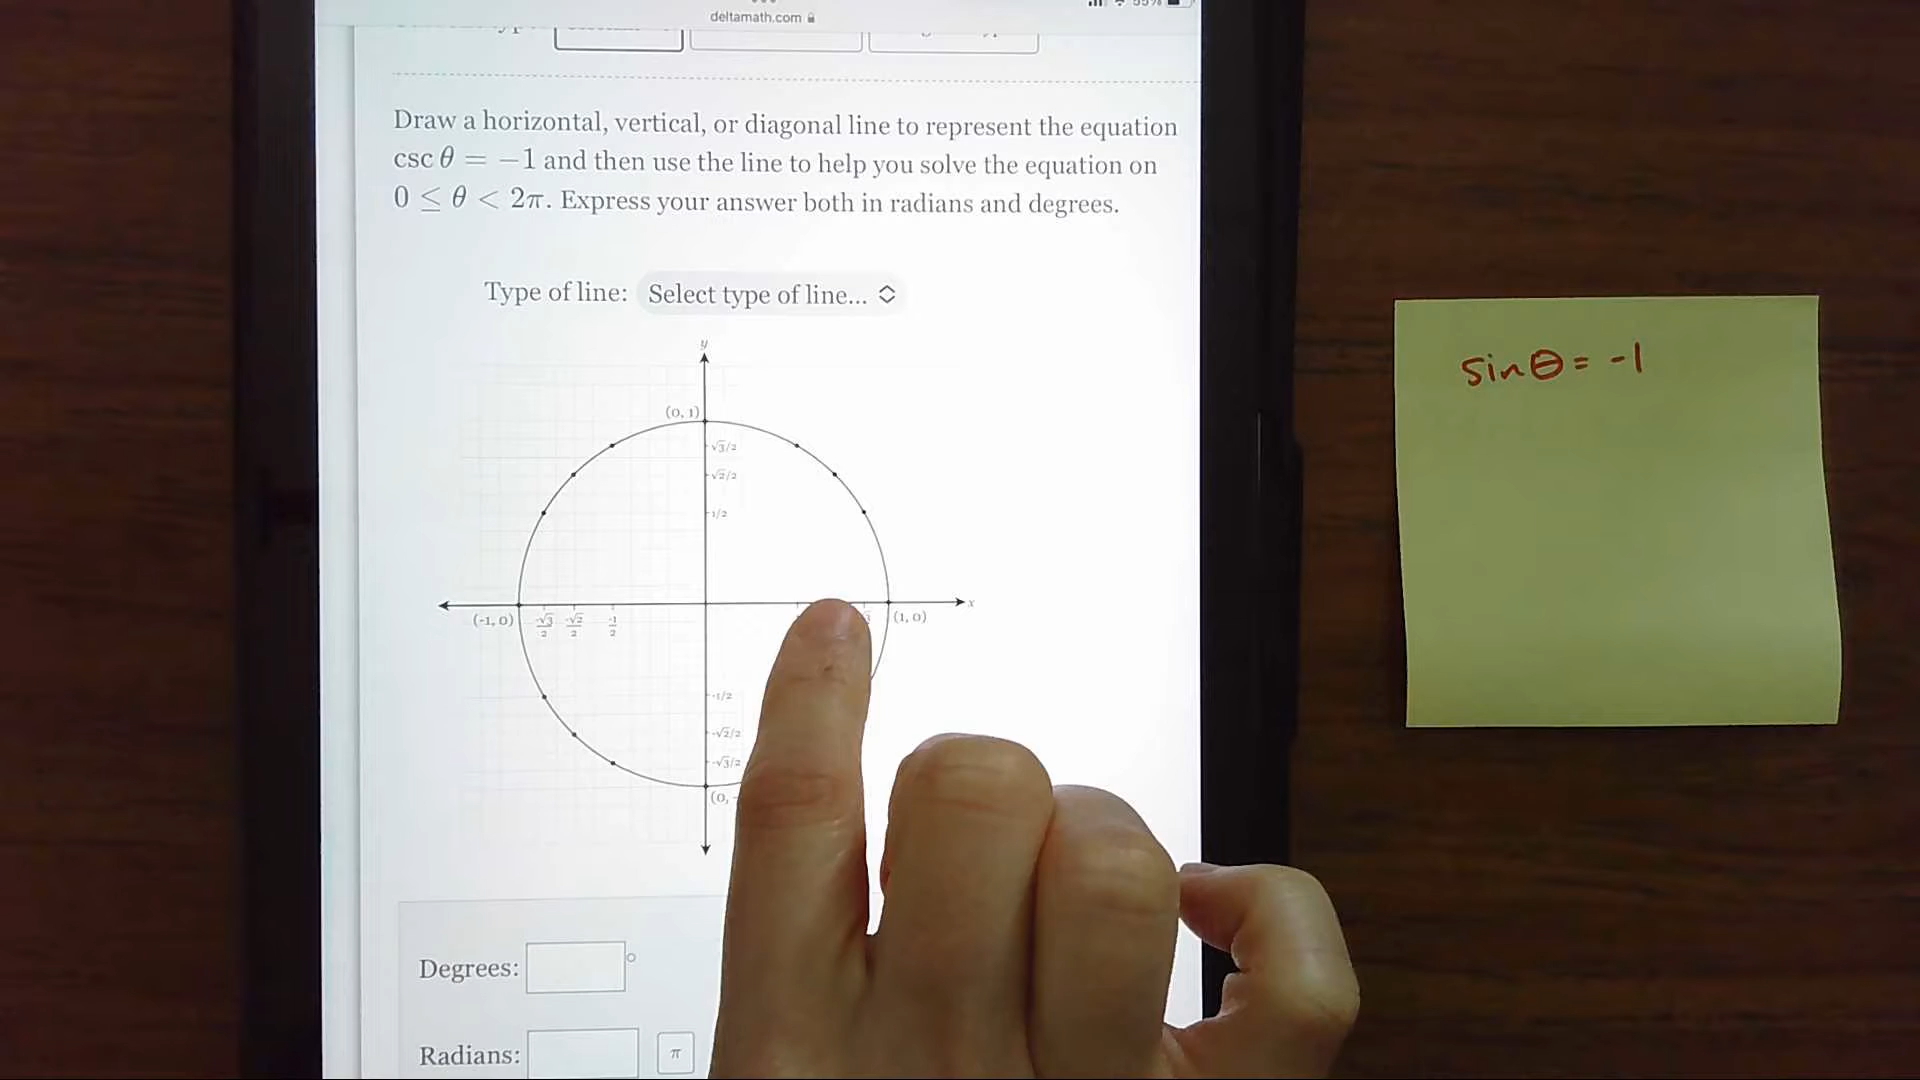 deltamath.com
Draw a horizontal, vertical, or diagonal line to represent the equation
csc θ = −1 and then use the line to help you solve the equation on
0 ≤ θ < 2π. Express your answer both in radians and degrees.
Type of line: Select type of line...
y
(0, 1)
√3/2
√2/2
1/2
x
(-1, 0) -√3/2 -√2/2 -1/2 (1, 0)
-1/2
-√2/2
-√3/2
(0, -
Degrees: °
Radians: π
sinθ = -1